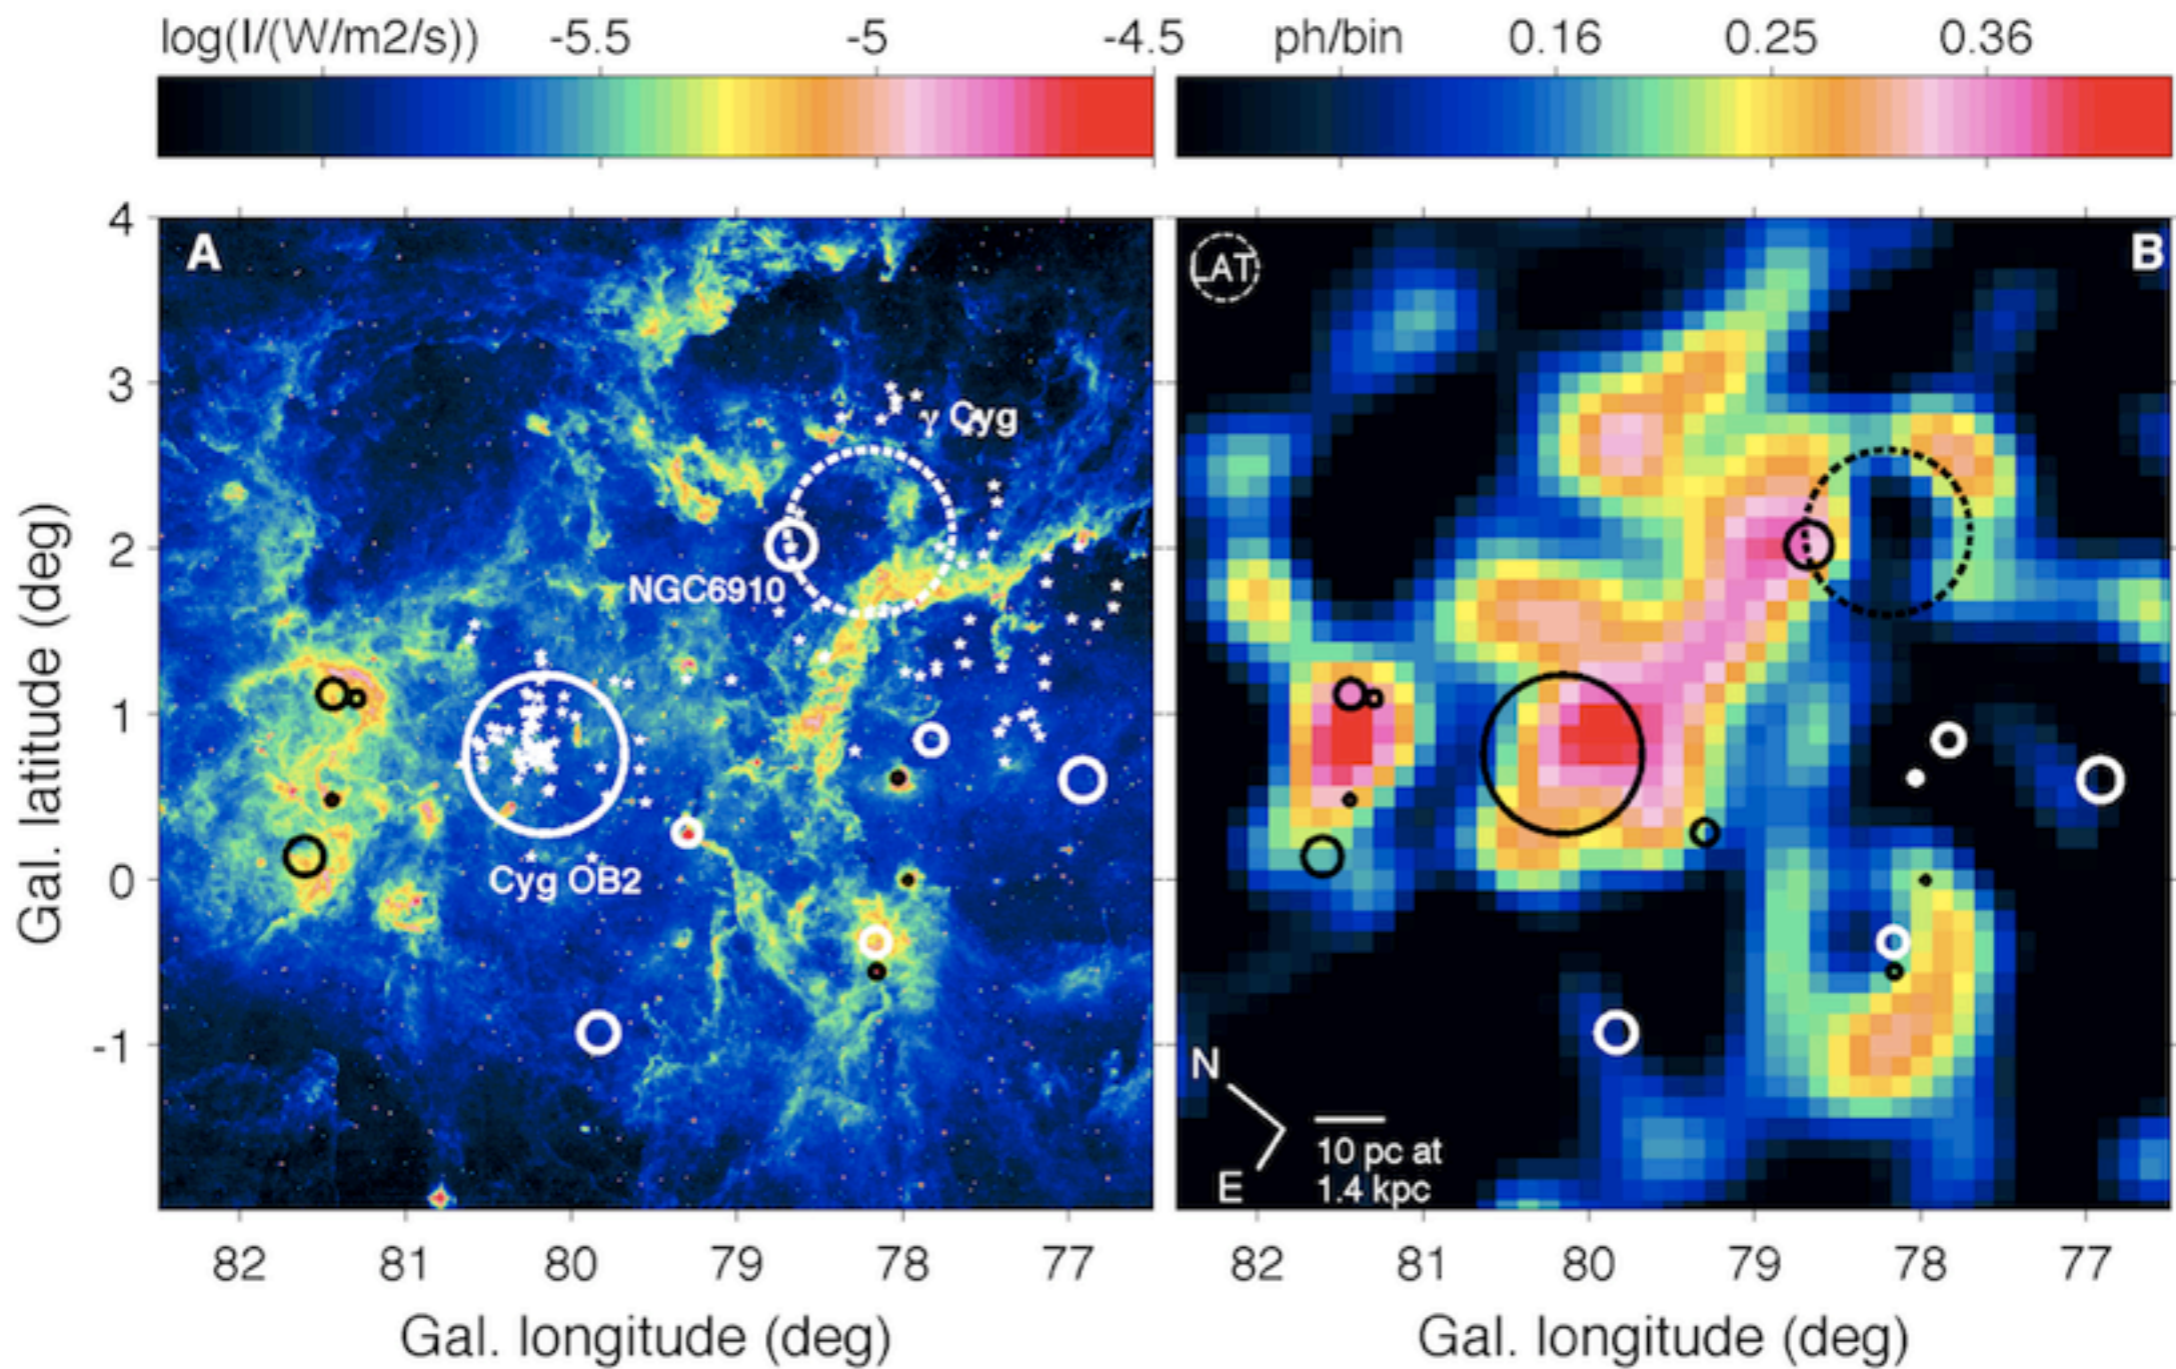 log(I/(W/m2/s)) -5.5 -5 -4.5 ph/bin 0.16 0.25 0.36
A
LAT
B
4
3
2
1
0
-1
Gal. latitude (deg)
γ Cyg
NGC6910
Cyg OB2
N
E
10 pc at
1.4 kpc
82 81 80 79 78 77
82 81 80 79 78 77
Gal. longitude (deg)
Gal. longitude (deg)